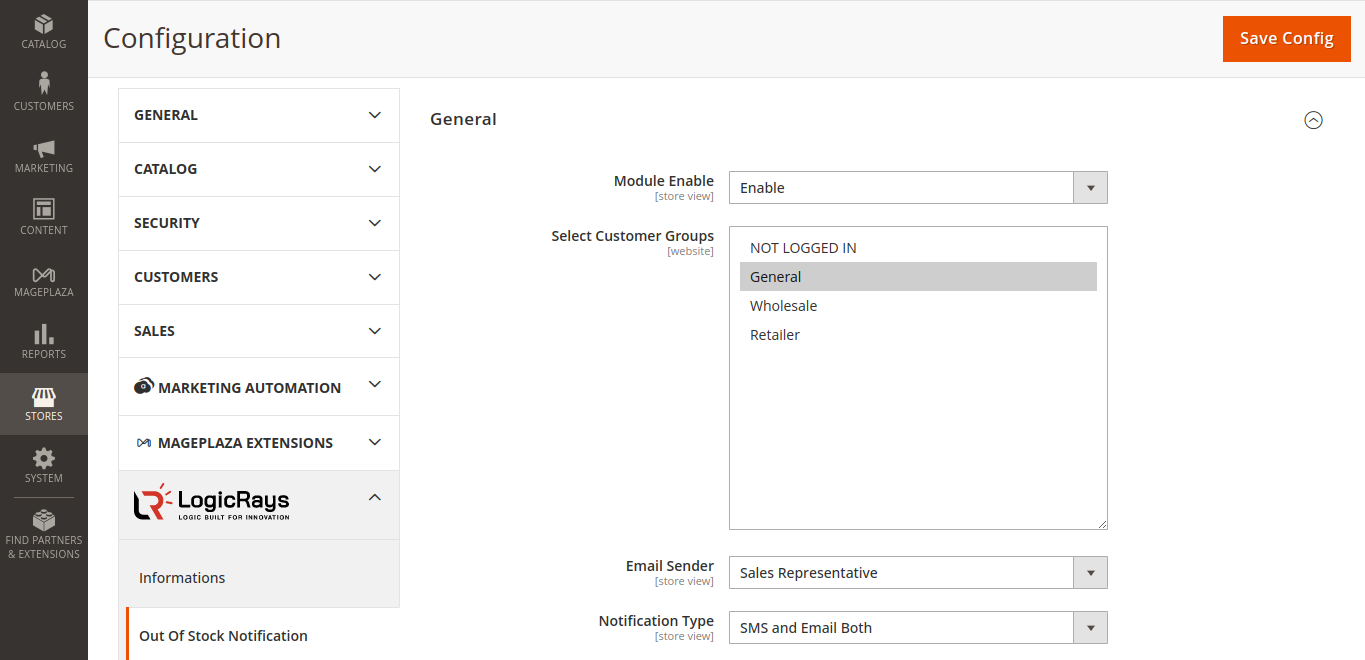 CATALOG
CUSTOMERS
MARKETING
CONTENT
MAGEPLAZA
REPORTS
STORES
SYSTEM
FIND PARTNERS
& EXTENSIONS
Configuration
Save Config
GENERAL
CATALOG
SECURITY
CUSTOMERS
SALES
MARKETING AUTOMATION
MAGEPLAZA EXTENSIONS
LogicRays
LOGIC BUILT FOR INNOVATION
Informations
Out Of Stock Notification
General
Module Enable
[store view]
Enable
Select Customer Groups
[website]
NOT LOGGED IN
General
Wholesale
Retailer
Email Sender
[store view]
Sales Representative
Notification Type
[store view]
SMS and Email Both